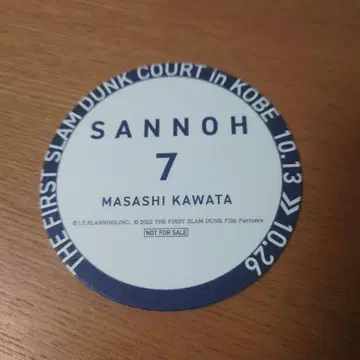 THE FIRST SLAM DUNK COURT in KOBE 10.13 》 10.26
SANNOH
7
MASASHI KAWATA
© I.T.PLANNING,INC. © 2022 THE FIRST SLAM DUNK Film Partners
NOT FOR SALE